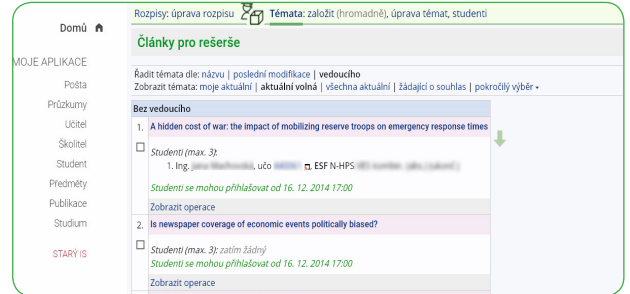 Rozpisy: úprava rozpisu
Témata: založit (hromadně), úprava témat, studenti
Domů
MOJE APLIKACE
Pošta
Průzkumy
Učitel
Školitel
Student
Předměty
Publikace
Studium
STARÝ IS
Články pro rešerše
Řadit témata dle: názvu | poslední modifikace | vedoucího
Zobrazit témata: moje aktuální | aktuální volná | všechna aktuální | žádající o souhlas | pokročilý výběr
Bez vedoucího
1. A hidden cost of war: the impact of mobilizing reserve troops on emergency response times
Studenti (max. 3):
1. Ing. , učo , ESF N-HPS
Studenti se mohou přihlašovat od 16. 12. 2014 17:00
Zobrazit operace
2. Is newspaper coverage of economic events politically biased?
Studenti (max. 3): zatím žádný
Studenti se mohou přihlašovat od 16. 12. 2014 17:00
Zobrazit operace